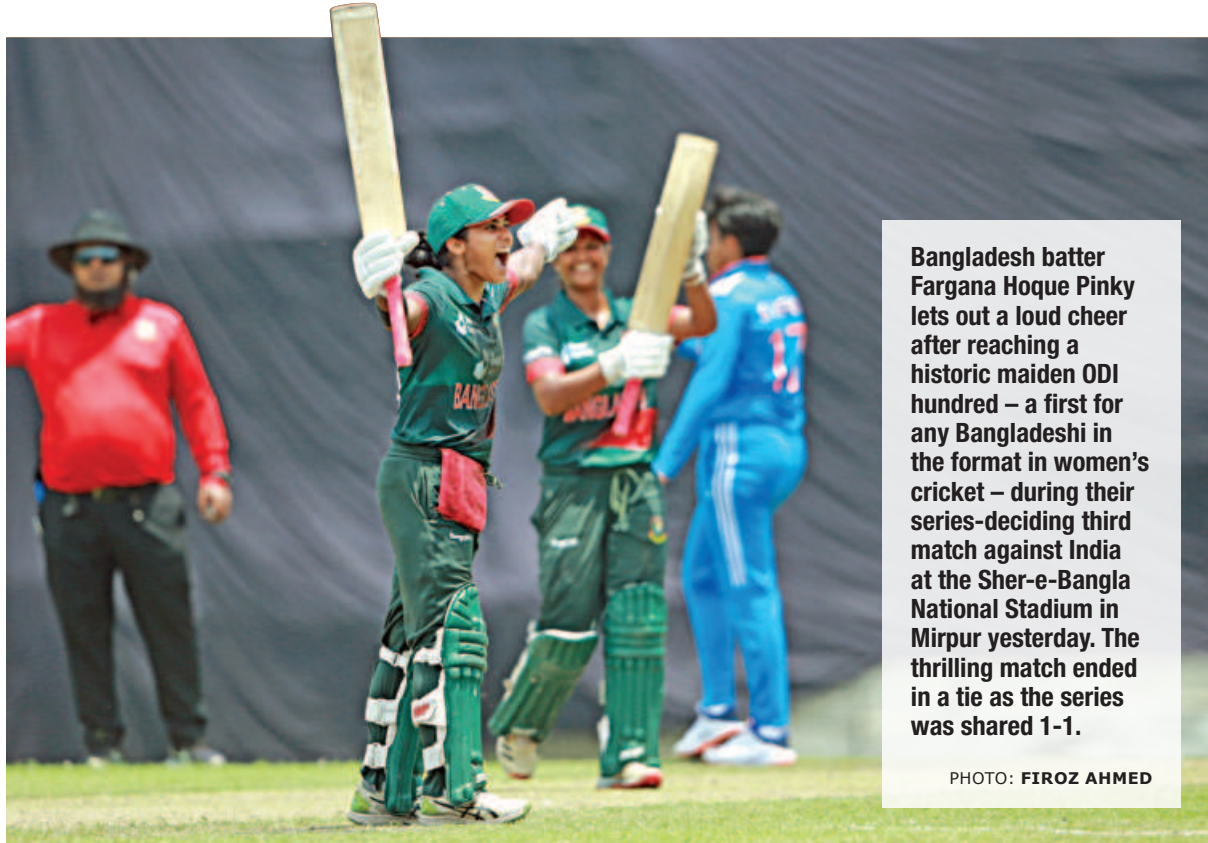 BANGLA
Bangladesh batter
Fargana Hoque Pinky
lets out a loud cheer
after reaching a
historic maiden ODI
hundred – a first for
any Bangladeshi in
the format in women's
cricket – during their
series-deciding third
match against India
at the Sher-e-Bangla
National Stadium in
Mirpur yesterday. The
thrilling match ended
in a tie as the series
was shared 1-1.
PHOTO: FIROZ AHMED
17